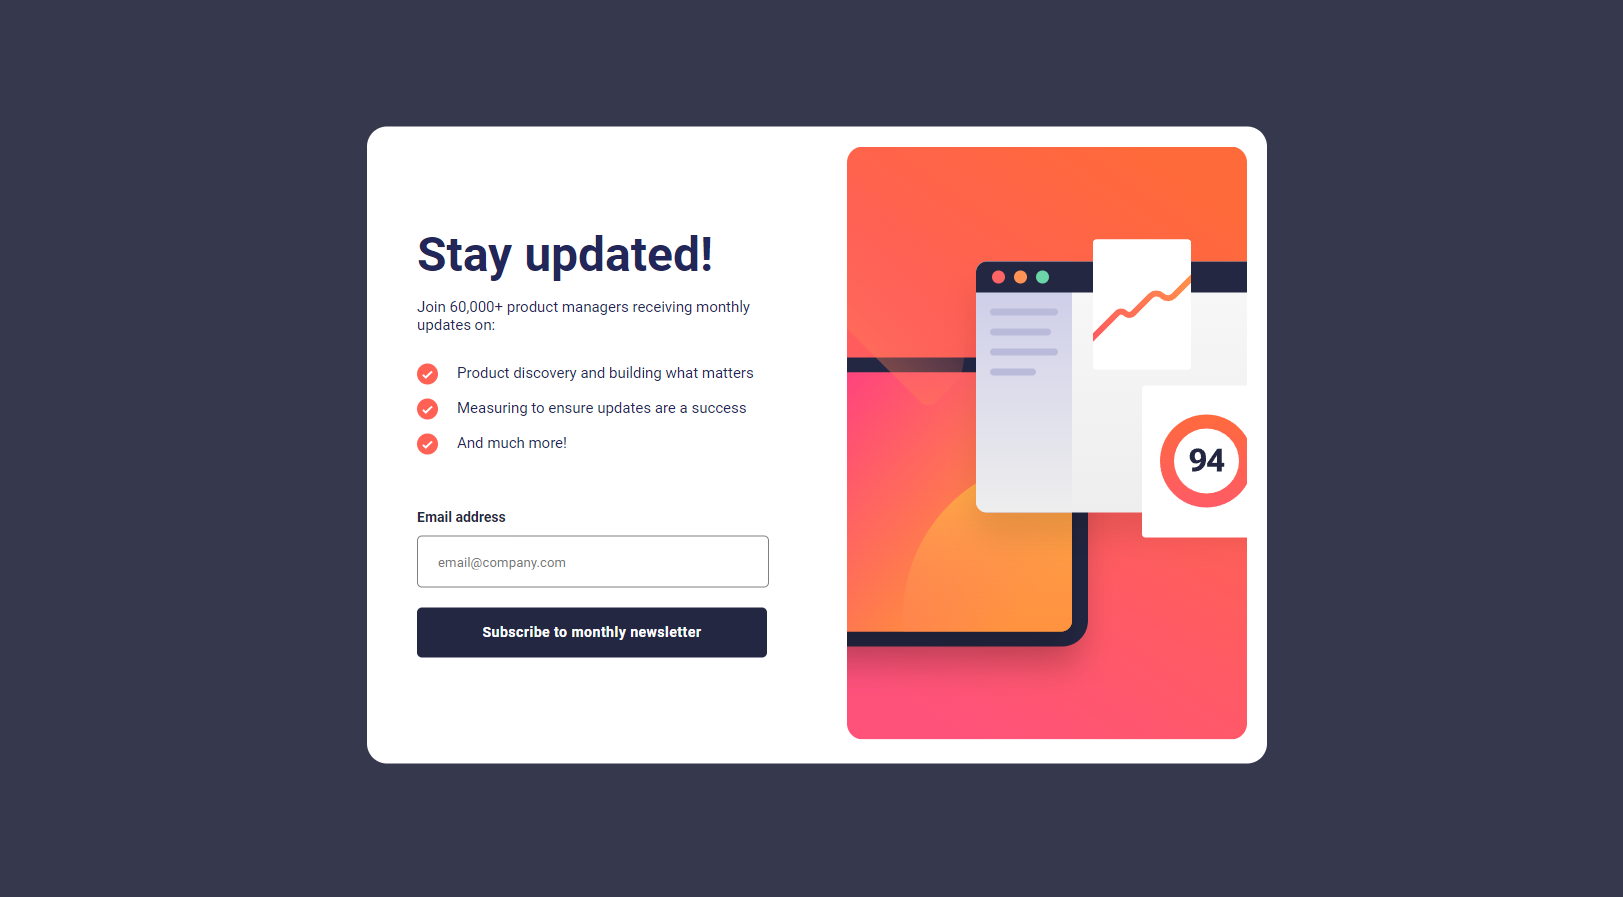 Stay updated!
Join 60,000+ product managers receiving monthly
updates on:
Product discovery and building what matters
Measuring to ensure updates are a success
And much more!
Email address
email@company.com
Subscribe to monthly newsletter
94